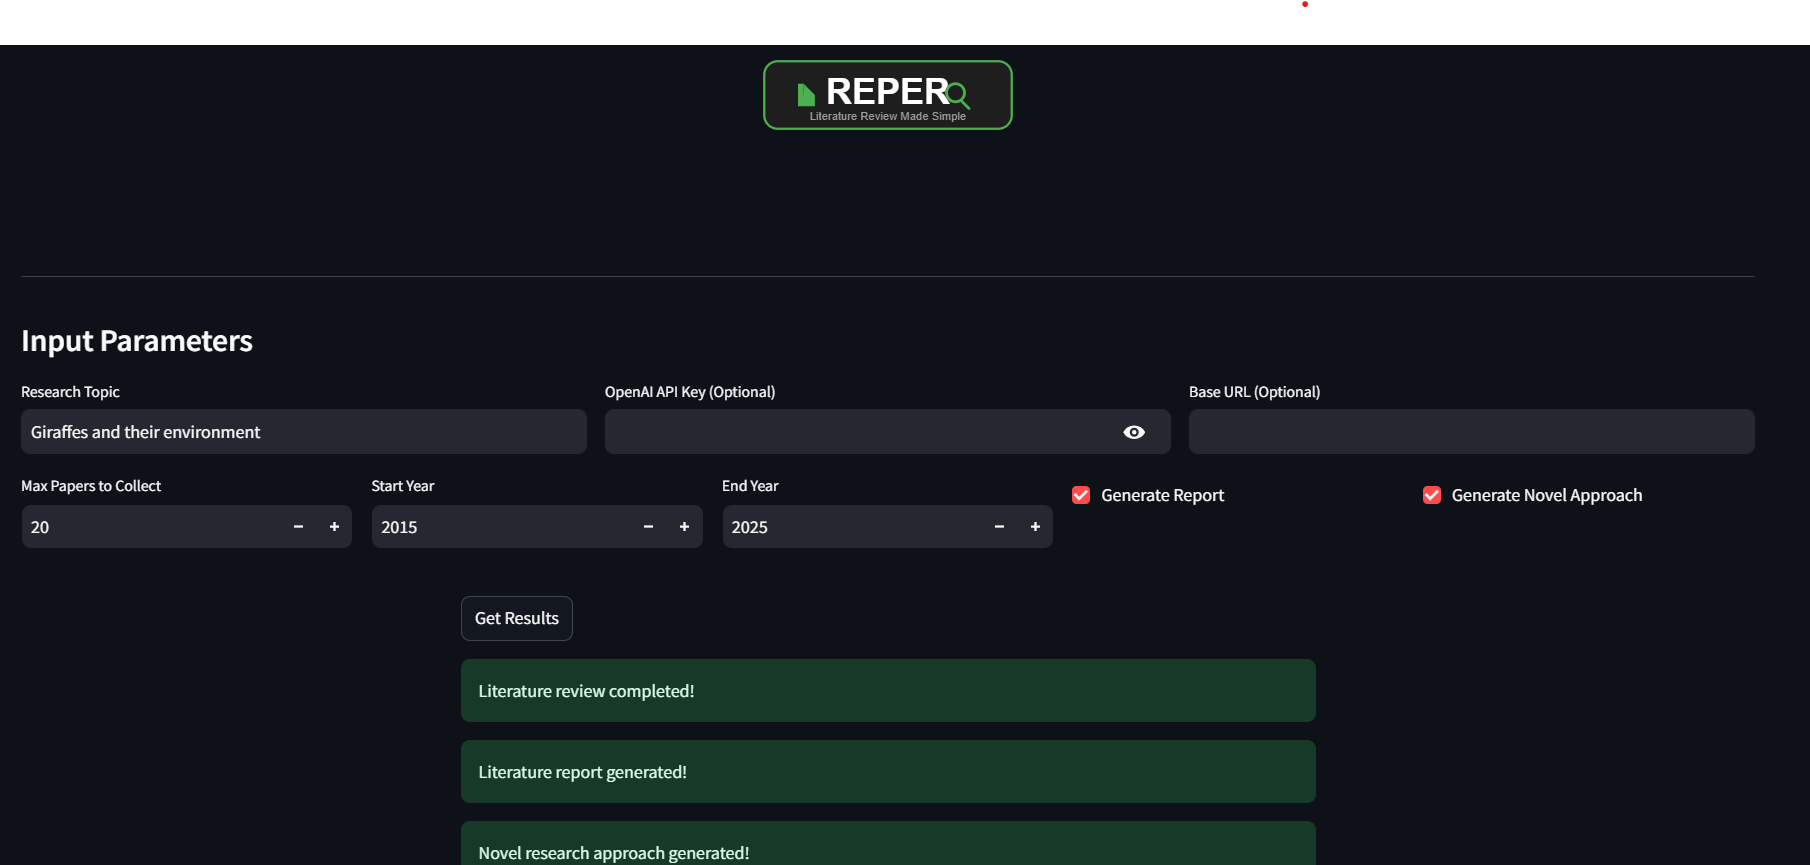 REPER
Literature Review Made Simple
Input Parameters
Research Topic
OpenAI API Key (Optional)
Base URL (Optional)
Giraffes and their environment
Max Papers to Collect
Start Year
End Year
Generate Report
Generate Novel Approach
20
2015
2025
Get Results
Literature review completed!
Literature report generated!
Novel research approach generated!